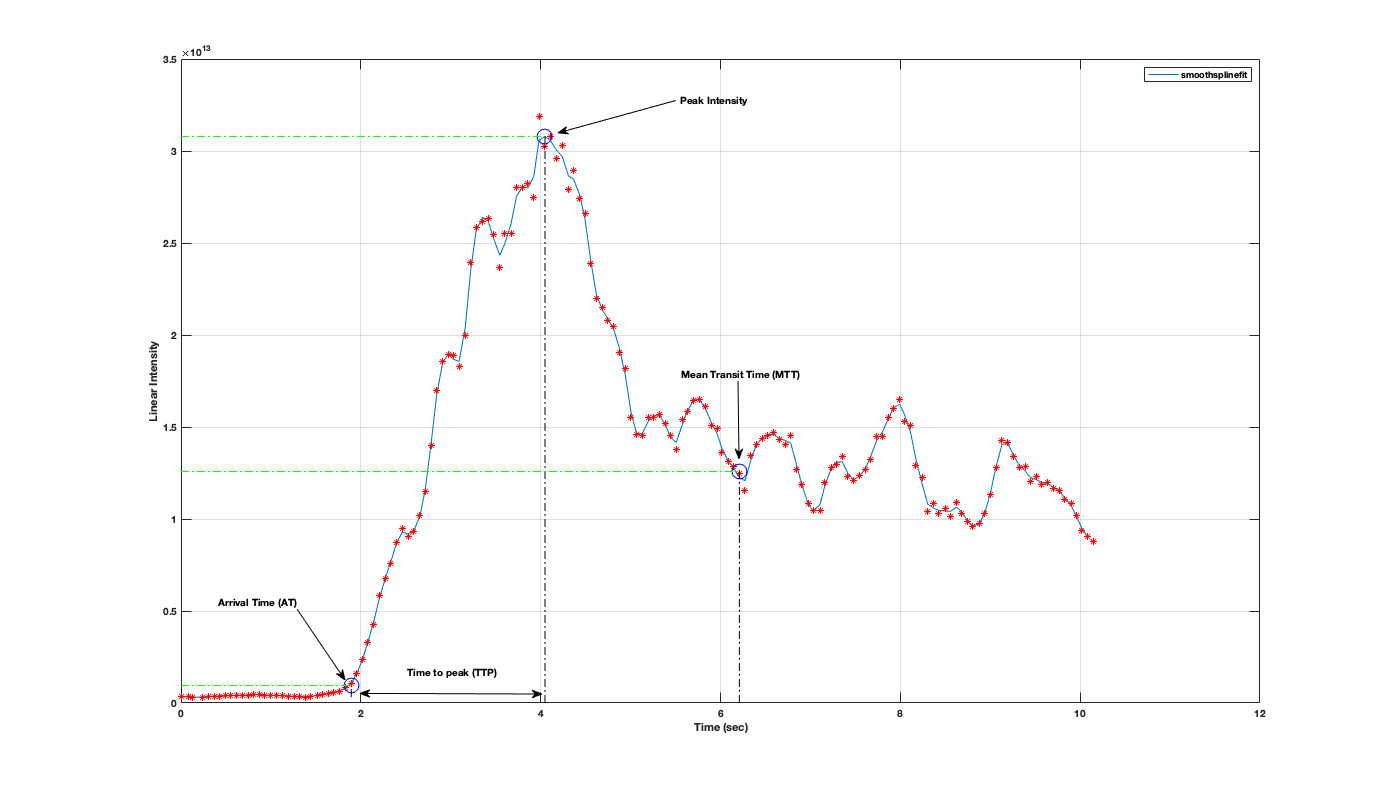 ×10^13
3.5
smoothsplinefit
Peak Intensity
3
2.5
2
Linear Intensity
Mean Transit Time (MTT)
1.5
1
Arrival Time (AT)
0.5
Time to peak (TTP)
0
0 2 4 6 8 10 12
Time (sec)